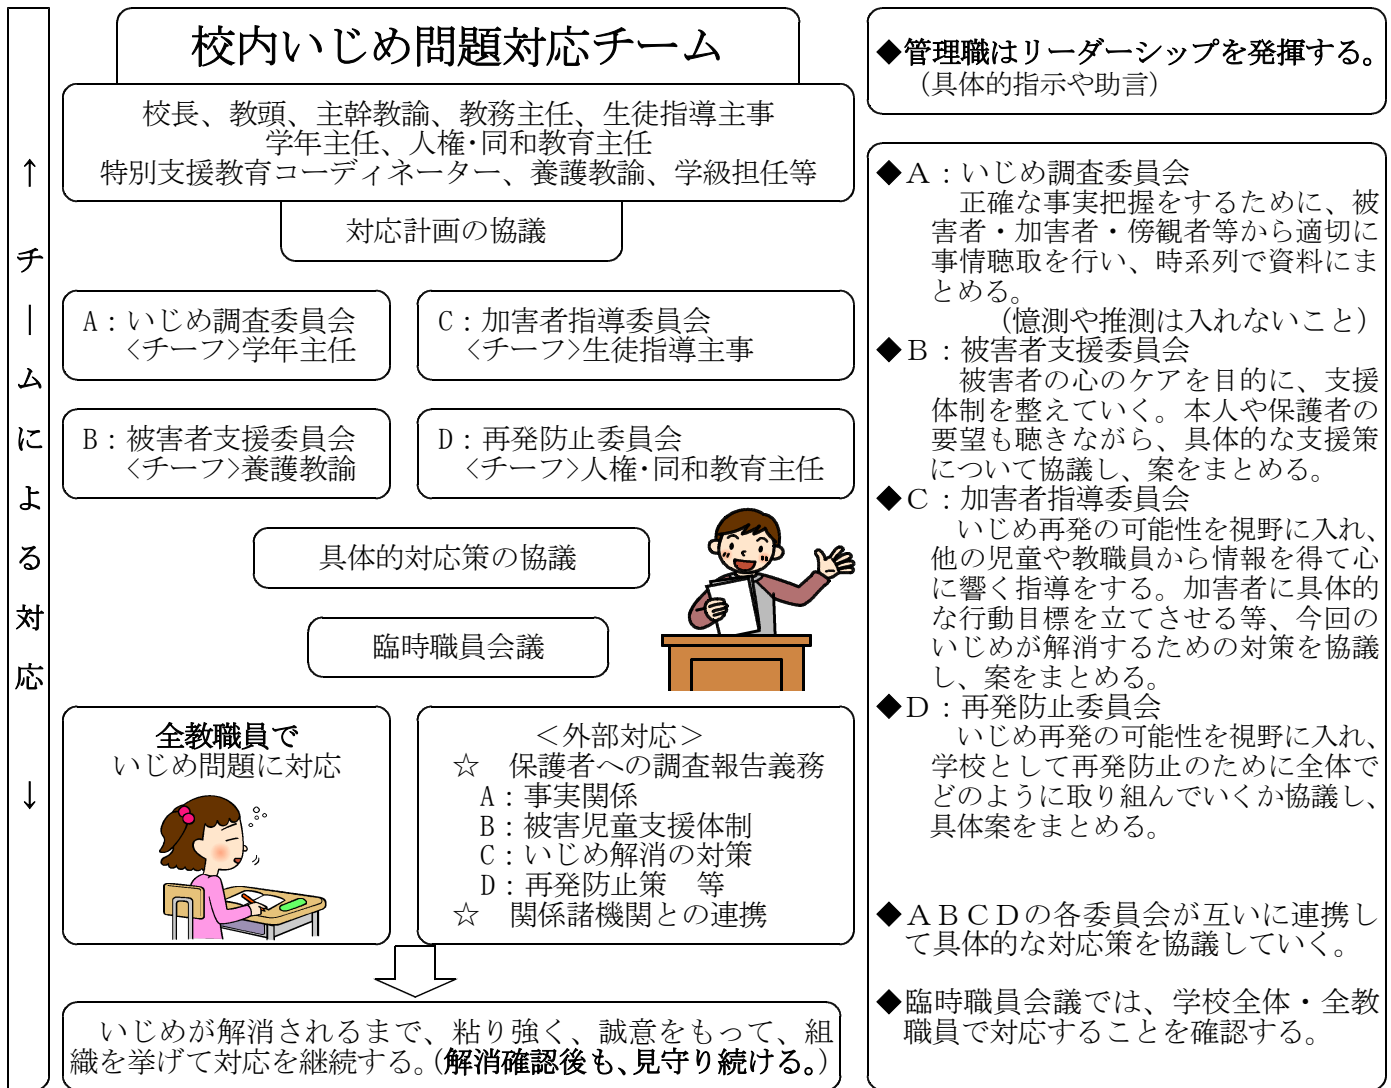 ↑ チームによる対応 ↓
校内いじめ問題対応チーム
校長、教頭、主幹教諭、教務主任、生徒指導主事
学年主任、人権・同和教育主任
特別支援教育コーディネーター、養護教諭、学級担任等
対応計画の協議
A：いじめ調査委員会
<チーフ>学年主任
C：加害者指導委員会
<チーフ>生徒指導主事
B：被害者支援委員会
<チーフ>養護教諭
D：再発防止委員会
<チーフ>人権・同和教育主任
具体的対応策の協議
臨時職員会議
全教職員で
いじめ問題に対応
＜外部対応＞
☆　保護者への調査報告義務
A：事実関係
B：被害児童支援体制
C：いじめ解消の対策
D：再発防止策　等
☆　関係諸機関との連携
いじめが解消されるまで、粘り強く、誠意をもって、組
織を挙げて対応を継続する。（解消確認後も、見守り続ける。）
◆管理職はリーダーシップを発揮する。
（具体的指示や助言）
◆Ａ：いじめ調査委員会
正確な事実把握をするために、被
害者・加害者・傍観者等から適切に
事情聴取を行い、時系列で資料にま
とめる。
（憶測や推測は入れないこと）
◆Ｂ：被害者支援委員会
被害者の心のケアを目的に、支援
体制を整えていく。本人や保護者の
要望も聴きながら、具体的な支援策
について協議し、案をまとめる。
◆Ｃ：加害者指導委員会
いじめ再発の可能性を視野に入れ、
他の児童や教職員から情報を得て心
に響く指導をする。加害者に具体的
な行動目標を立てさせる等、今回の
いじめが解消するための対策を協議
し、案をまとめる。
◆Ｄ：再発防止委員会
いじめ再発の可能性を視野に入れ、
学校として再発防止のために全体で
どのように取り組んでいくか協議し、
具体案をまとめる。
◆ＡＢＣＤの各委員会が互いに連携し
て具体的な対応策を協議していく。
◆臨時職員会議では、学校全体・全教
職員で対応することを確認する。